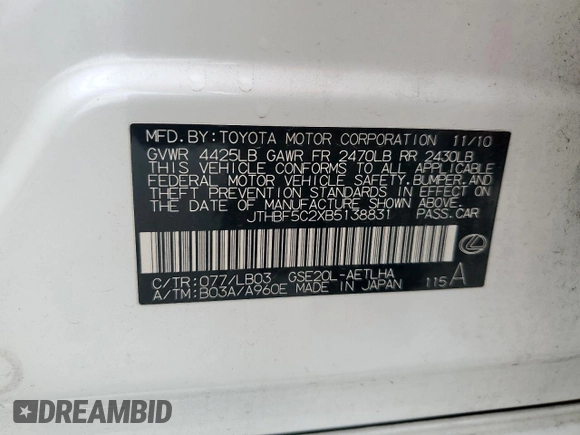 MFD. BY: TOYOTA MOTOR CORPORATION 11/10
GVWR 4425LB GAWR FR 2470LB RR 2430LB
THIS VEHICLE CONFORMS TO ALL APPLICABLE
FEDERAL MOTOR VEHICLE SAFETY, BUMPER, AND
THEFT PREVENTION STANDARDS IN EFFECT ON
THE DATE OF MANUFACTURE SHOWN ABOVE.
JTHBF5C2XB5138831 PASS. CAR
C/TR: 077/LB03 GSE20L-AETLHA
A/TM: B03A/A960E MADE IN JAPAN 115 A
DREAMBID